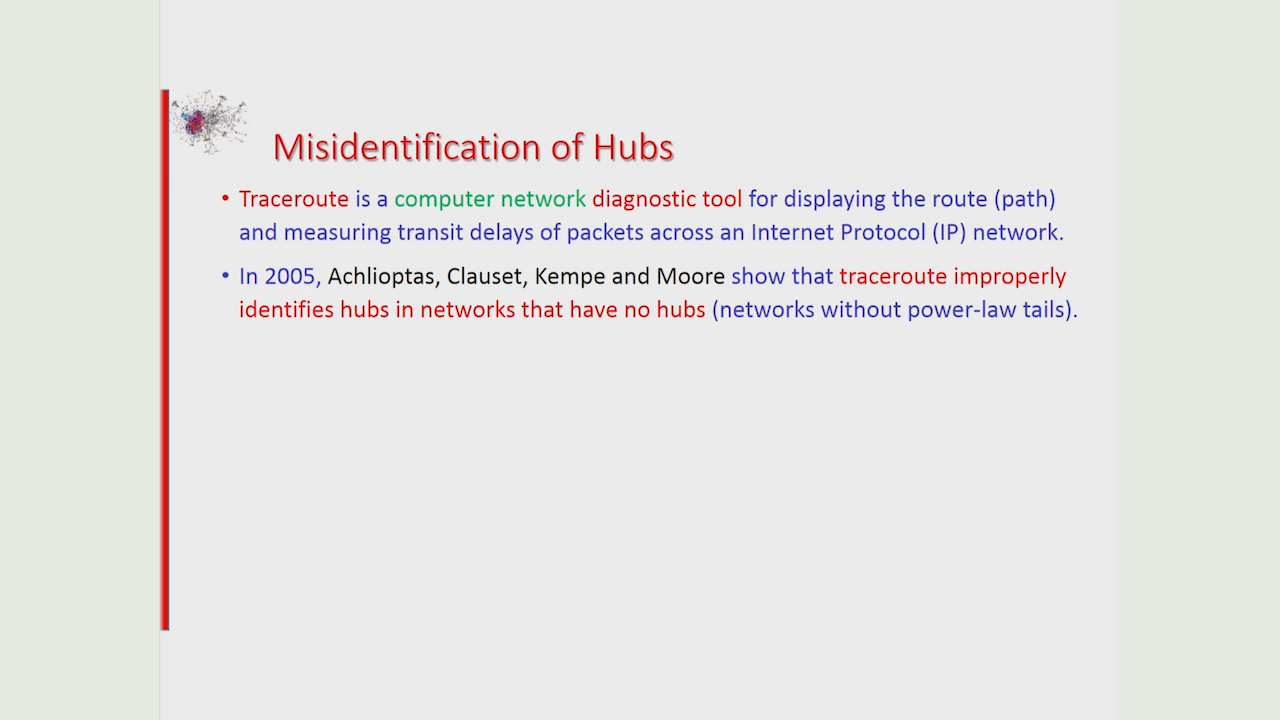 Misidentification of Hubs
• Traceroute is a computer network diagnostic tool for displaying the route (path)
and measuring transit delays of packets across an Internet Protocol (IP) network.
• In 2005, Achlioptas, Clauset, Kempe and Moore show that traceroute improperly
identifies hubs in networks that have no hubs (networks without power-law tails).